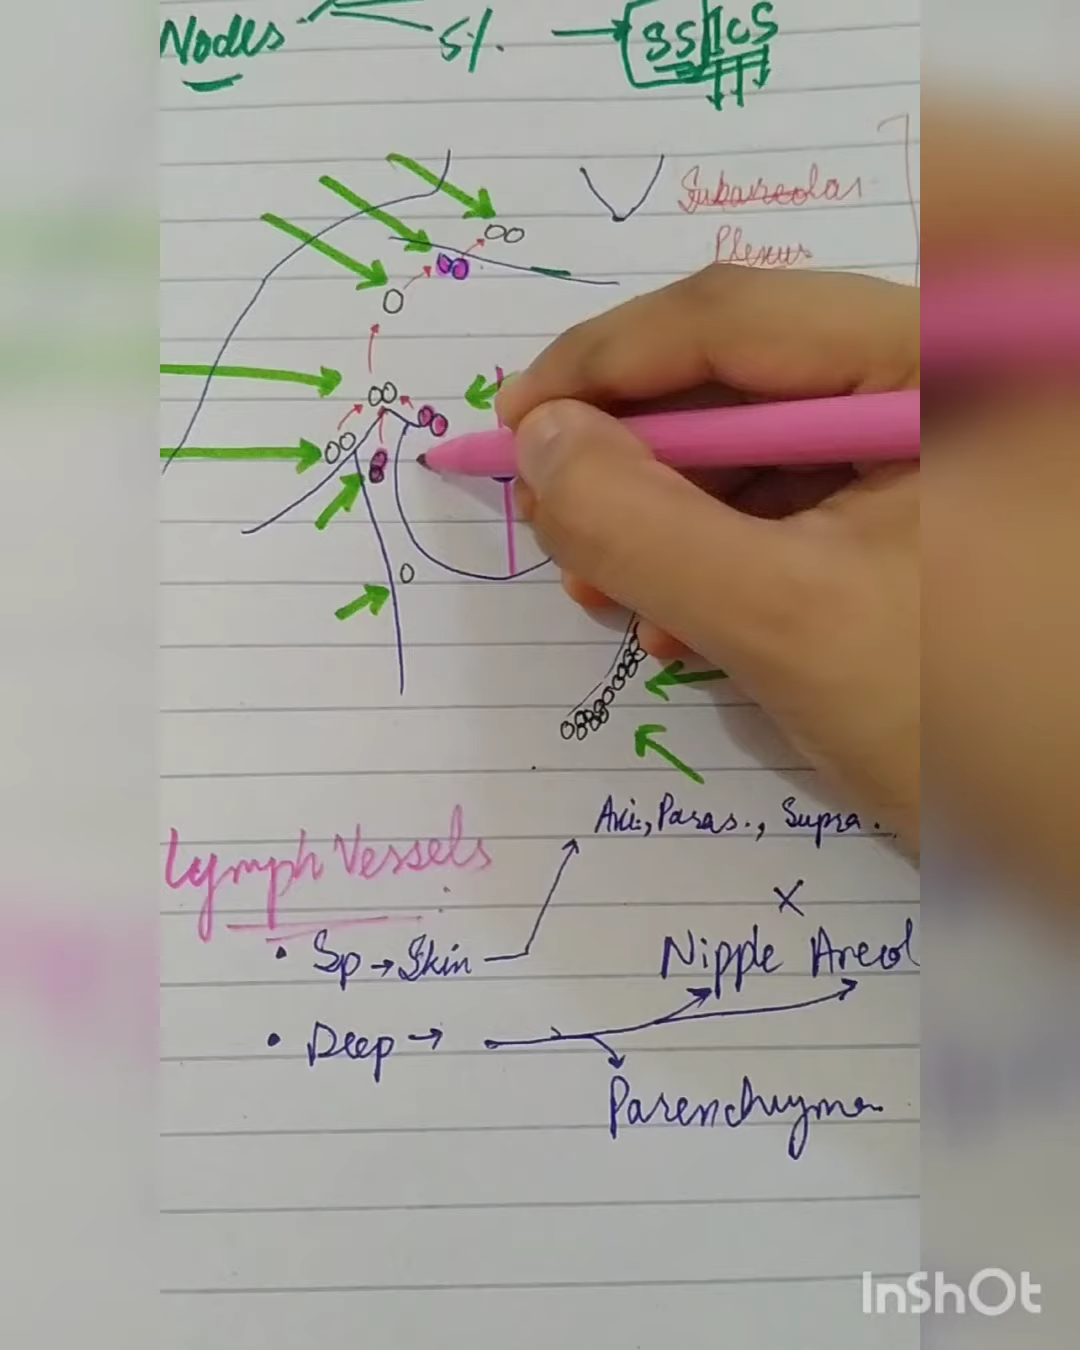 Nodes
5%. → SS ICS
Subareolar
Plexus
Axi., Paras., Supra.
Lymph Vessels
X
• Sp → Skin
Nipple Areol
• Deep →
Parenchyma
InShOt